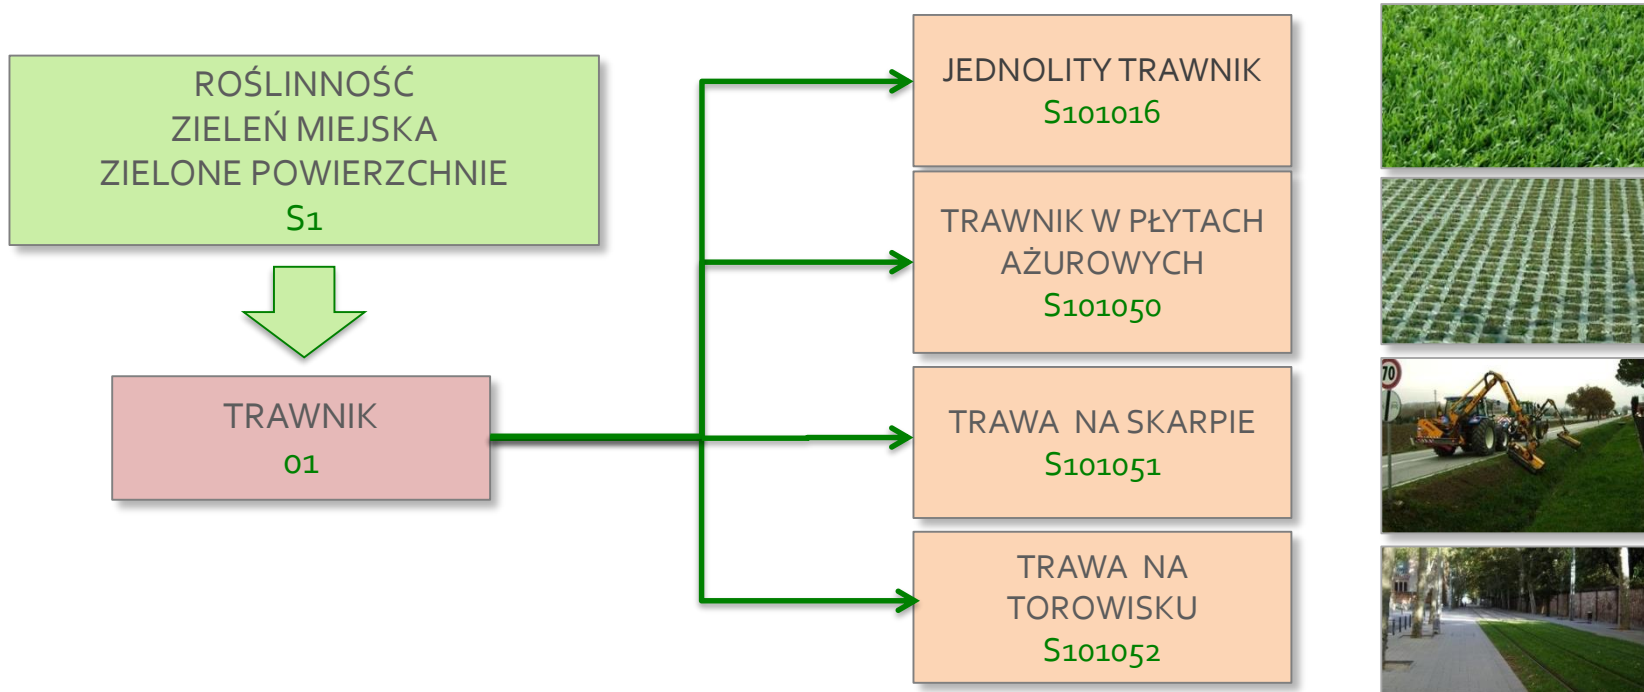 ROŚLINNOŚĆ
ZIELEŃ MIEJSKA
ZIELONE POWIERZCHNIE
S1
TRAWNIK
01
JEDNOLITY TRAWNIK
S101016
TRAWNIK W PŁYTACH
AŻUROWYCH
S101050
TRAWA NA SKARPIE
S101051
TRAWA NA
TOROWISKU
S101052
70